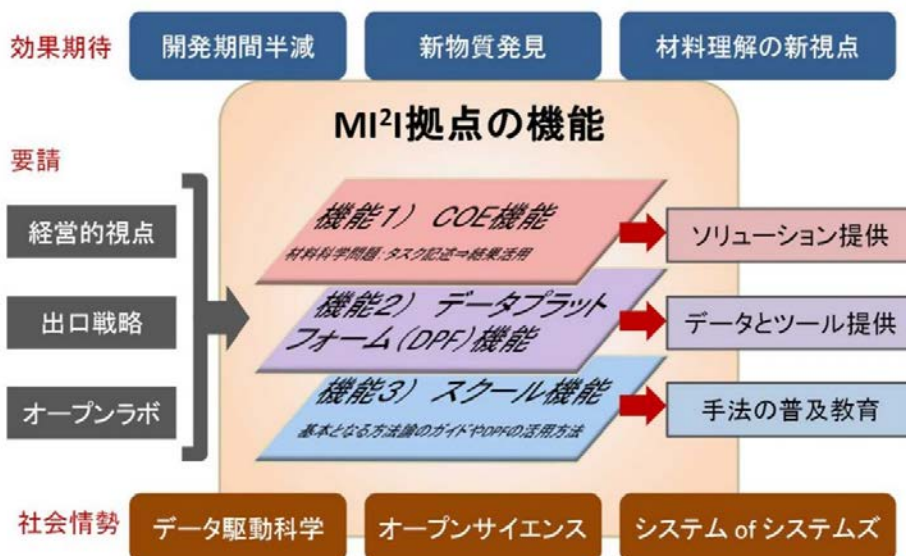 効果期待
開発期間半減
新物質発見
材料理解の新視点
MI²I拠点の機能
要請
経営的視点
出口戦略
オープンラボ
機能1) COE機能
材料科学問題:タスク記述⇒結果活用
ソリューション提供
機能2) データプラット
フォーム(DPF)機能
データとツール提供
機能3) スクール機能
基本となる方法論のガイドやDPFの活用方法
手法の普及教育
社会情勢
データ駆動科学
オープンサイエンス
システム of システムズ